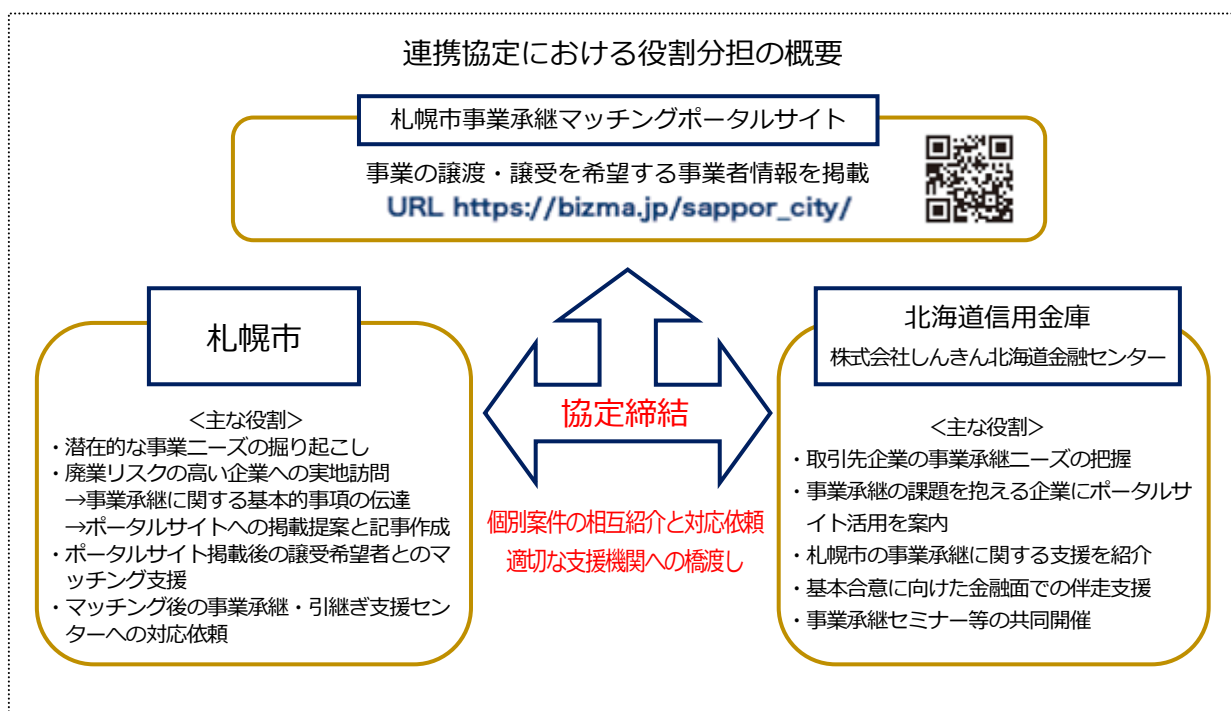 連携協定における役割分担の概要
札幌市事業承継マッチングポータルサイト
事業の譲渡・譲受を希望する事業者情報を掲載
URL https://bizma.jp/sappor_city/
札幌市
<主な役割>
・潜在的な事業ニーズの掘り起こし
・廃業リスクの高い企業への実地訪問
→事業承継に関する基本的事項の伝達
→ポータルサイトへの掲載提案と記事作成
・ポータルサイト掲載後の譲受希望者とのマ
ッチング支援
・マッチング後の事業承継・引継ぎ支援セン
ターへの対応依頼
協定締結
個別案件の相互紹介と対応依頼
適切な支援機関への橋渡し
北海道信用金庫
株式会社しんきん北海道金融センター
<主な役割>
・取引先企業の事業承継ニーズの把握
・事業承継の課題を抱える企業にポータルサ
イト活用を案内
・札幌市の事業承継に関する支援を紹介
・基本合意に向けた金融面での伴走支援
・事業承継セミナー等の共同開催